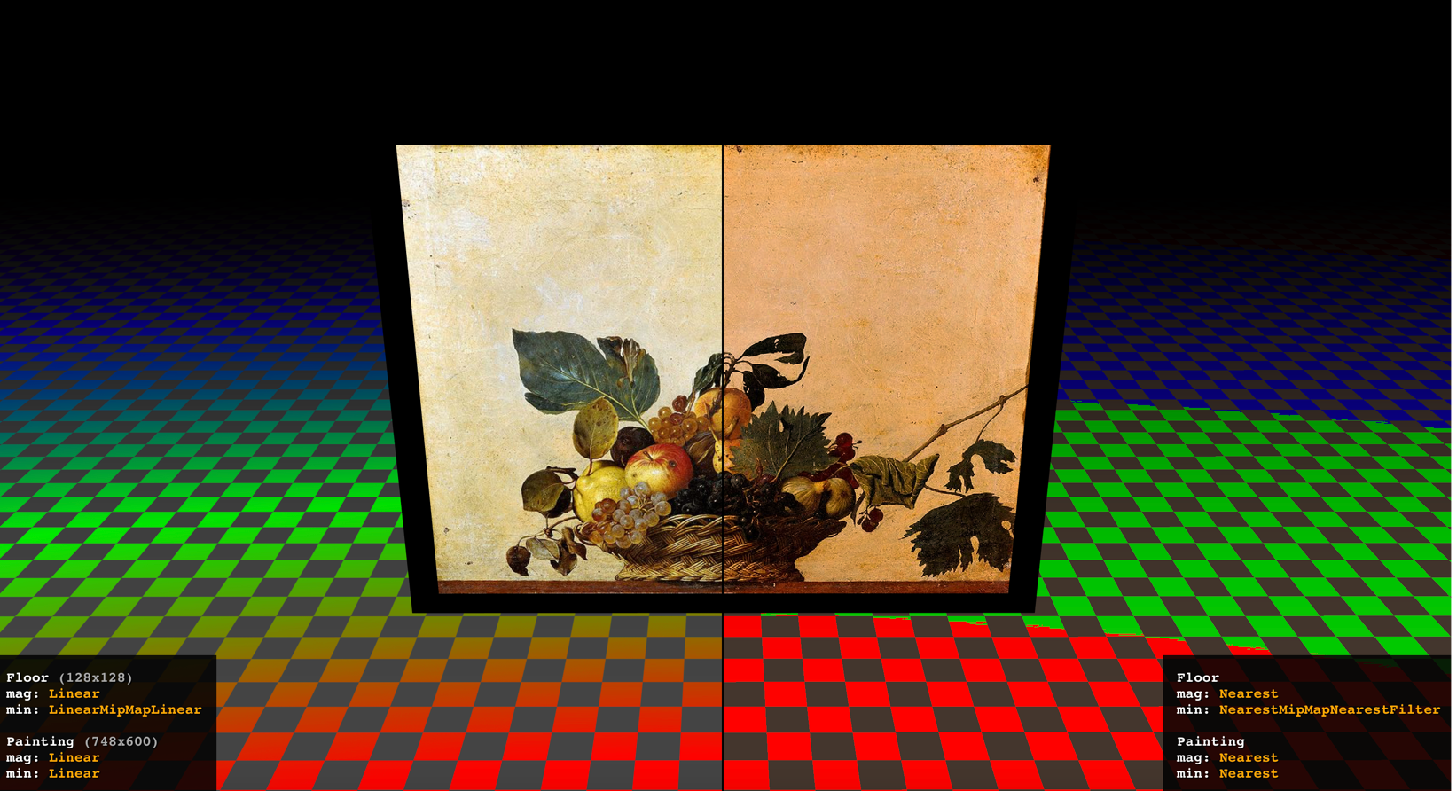 Floor (128x128)
mag: Linear
min: LinearMipMapLinear
Painting (748x600)
mag: Linear
min: Linear
Floor
mag: Nearest
min: NearestMipMapNearestFilter
Painting
mag: Nearest
min: Nearest